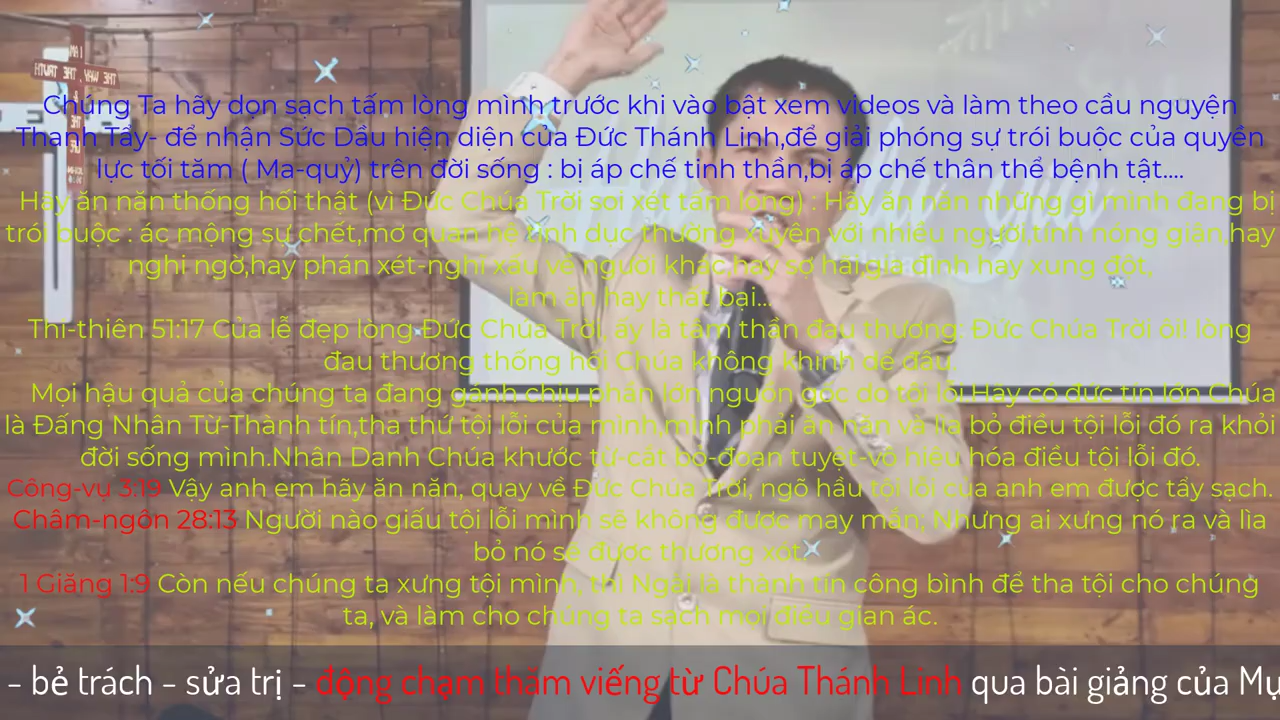 I AM
THE WAY, THE TRUTH
Chúng Ta hãy dọn sạch tấm lòng mình trước khi vào bật xem videos và làm theo cầu nguyện
Thanh Tẩy- để nhận Sức Dầu hiện diện của Đức Thánh Linh,để giải phóng sự trói buộc của quyền
lực tối tăm ( Ma-quỷ) trên đời sống : bị áp chế tinh thần,bị áp chế thân thể bệnh tật....
Hãy ăn năn thống hối thật (vì Đức Chúa Trời soi xét tấm lòng) : Hãy ăn năn những gì mình đang bị
trói buộc : ác mộng sự chết,mơ quan hệ tình dục thường xuyên với nhiều người,tính nóng giận,hay
nghi ngờ,hay phán xét-nghĩ xấu về người khác,hay sợ hãi,gia đình hay xung đột,
làm ăn hay thất bại...
Thi-thiên 51:17 Của lễ đẹp lòng Đức Chúa Trời, ấy là tâm thần đau thương: Đức Chúa Trời ôi! lòng
đau thương thống hối Chúa không khinh dể đâu.
Mọi hậu quả của chúng ta đang gánh chịu phần lớn nguồn gốc do tội lỗi.Hãy có đức tin lớn Chúa
là Đấng Nhân Từ-Thành tín,tha thứ tội lỗi của mình,mình phải ăn năn và lìa bỏ điều tội lỗi đó ra khỏi
đời sống mình.Nhân Danh Chúa khước từ-cắt bỏ-đoạn tuyệt-vô hiệu hóa điều tội lỗi đó.
Công-vụ 3:19 Vậy anh em hãy ăn năn, quay về Đức Chúa Trời, ngõ hầu tội lỗi của anh em được tẩy sạch.
Châm-ngôn 28:13 Người nào giấu tội lỗi mình sẽ không được may mắn; Nhưng ai xưng nó ra và lìa
bỏ nó sẽ được thương xót.
1 Giăng 1:9 Còn nếu chúng ta xưng tội mình, thì Ngài là thành tín công bình để tha tội cho chúng
ta, và làm cho chúng ta sạch mọi điều gian ác.
- bẻ trách - sửa trị - động chạm thăm viếng từ Chúa Thánh Linh qua bài giảng của Mụ